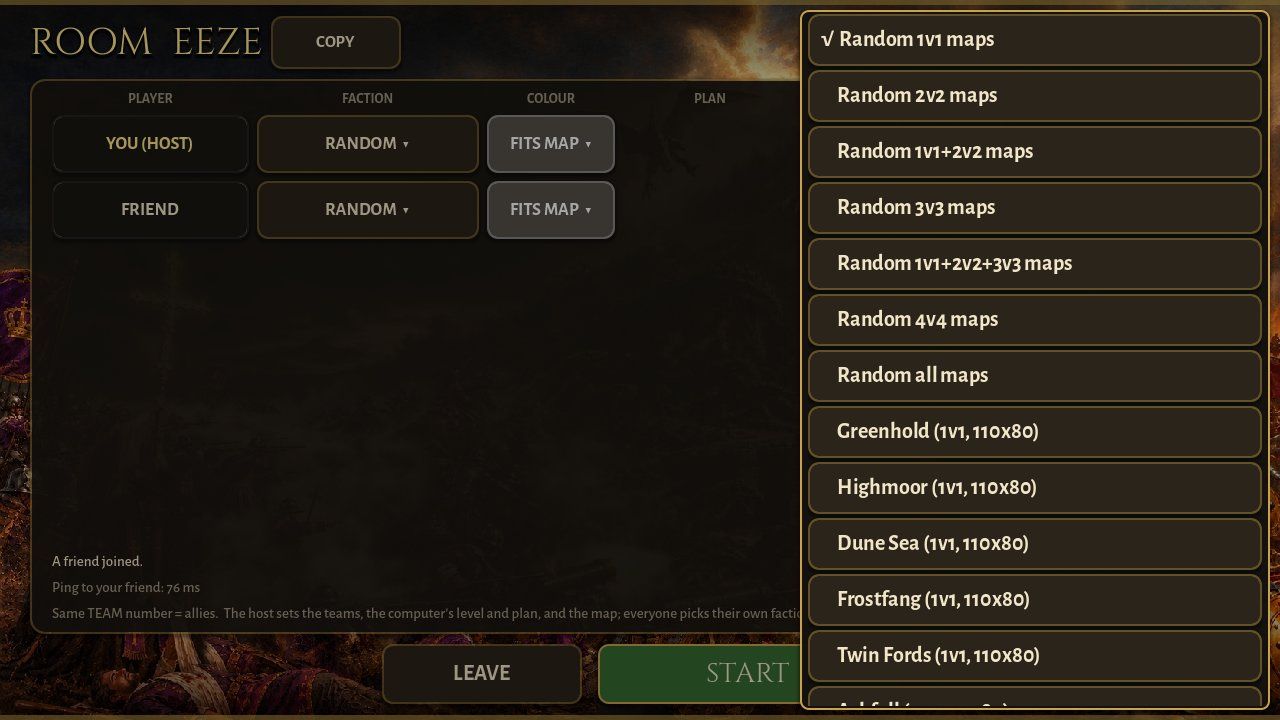 ROOM EEZE
COPY
PLAYER FACTION COLOUR PLAN
YOU (HOST) RANDOM ▾ FITS MAP ▾
FRIEND RANDOM ▾ FITS MAP ▾
A friend joined.
Ping to your friend: 76 ms
Same TEAM number = allies. The host sets the teams, the computer's level and plan, and the map; everyone picks their own
LEAVE
START
√ Random 1v1 maps
Random 2v2 maps
Random 1v1+2v2 maps
Random 3v3 maps
Random 1v1+2v2+3v3 maps
Random 4v4 maps
Random all maps
Greenhold (1v1, 110x80)
Highmoor (1v1, 110x80)
Dune Sea (1v1, 110x80)
Frostfang (1v1, 110x80)
Twin Fords (1v1, 110x80)